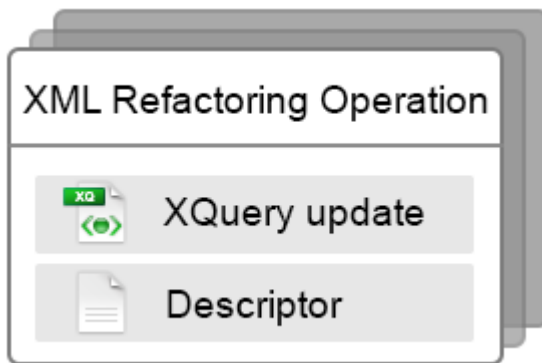 XML Refactoring Operation
XQ
XQuery update
Descriptor